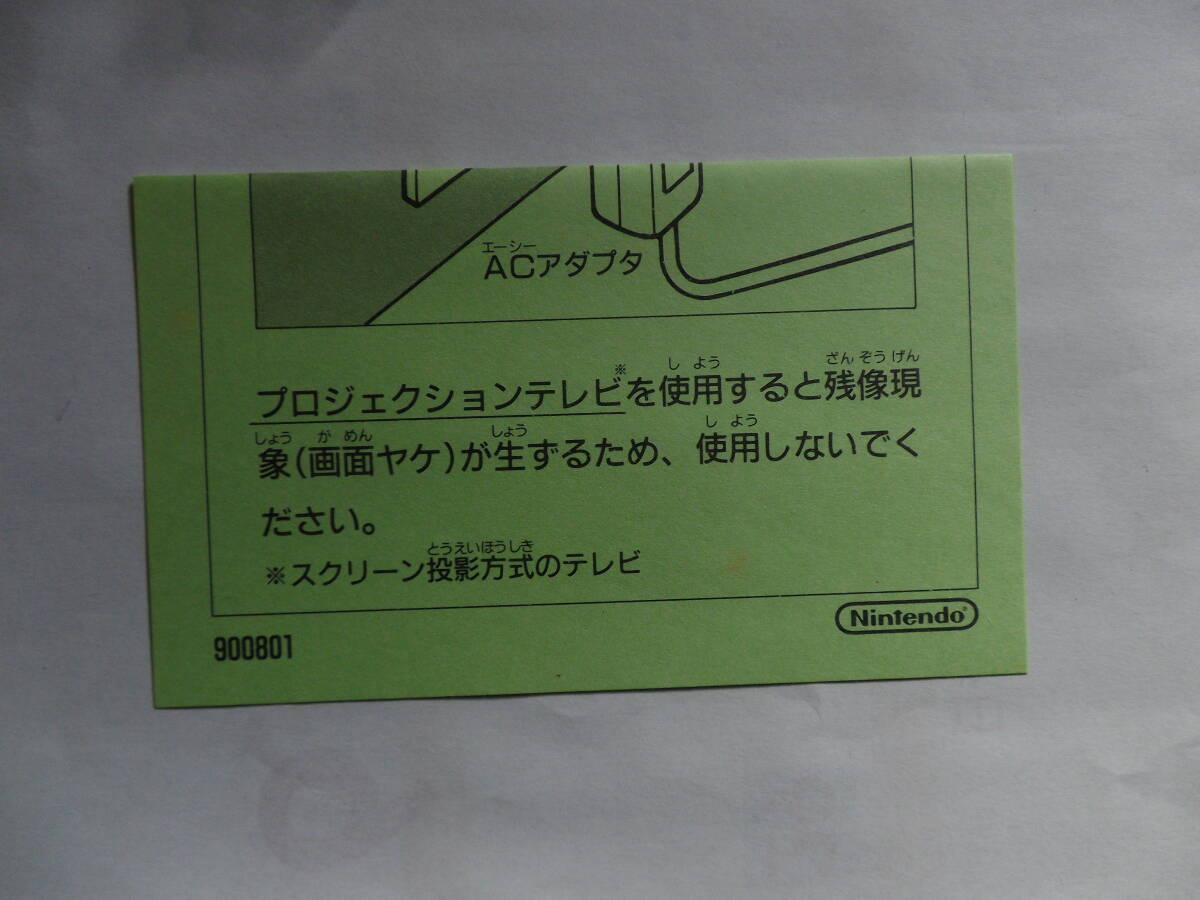 エーシー
ACアダプタ
しよう ざんぞうげん
プロジェクションテレビ※を使用すると残像現
しょう がめん しょう しよう
象(画面ヤケ)が生ずるため、使用しないでく
ださい。
とうえいほうしき
※スクリーン投影方式のテレビ
Nintendo®
900801